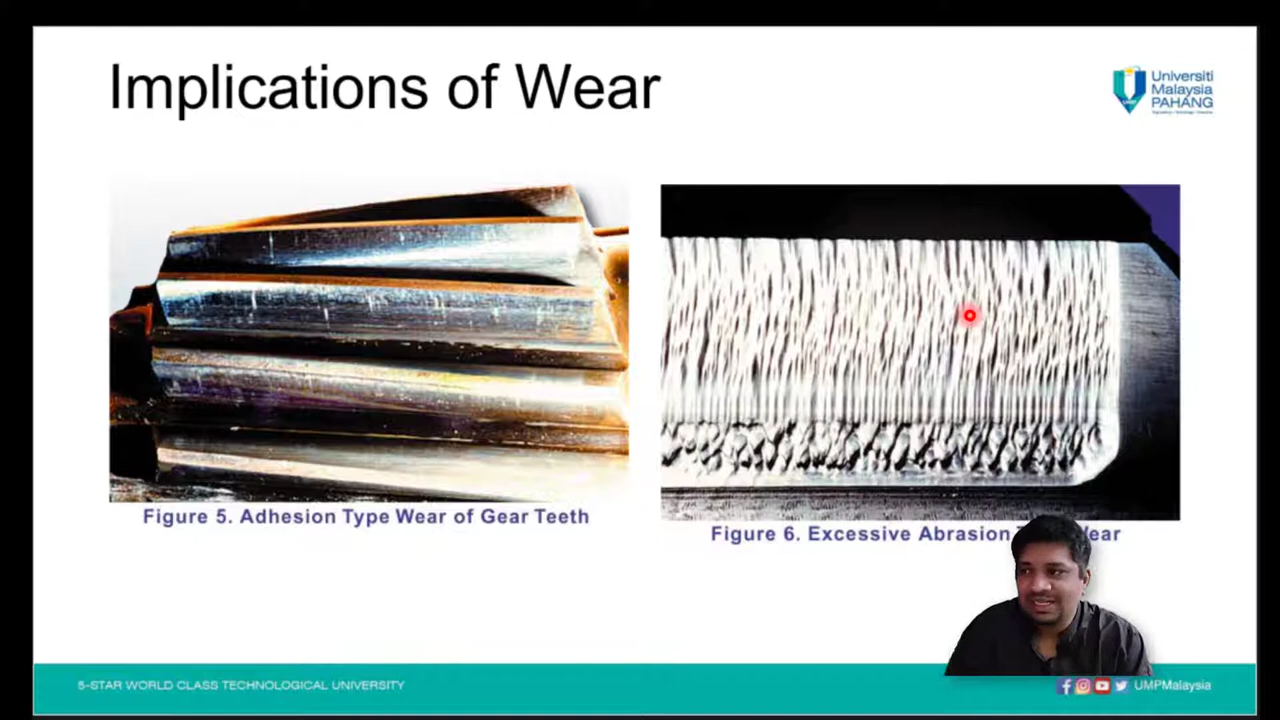 Implications of Wear
Universiti
Malaysia
PAHANG
Figure 5. Adhesion Type Wear of Gear Teeth
Figure 6. Excessive Abrasion Wear
5-STAR WORLD CLASS TECHNOLOGICAL UNIVERSITY
UMPMalaysia